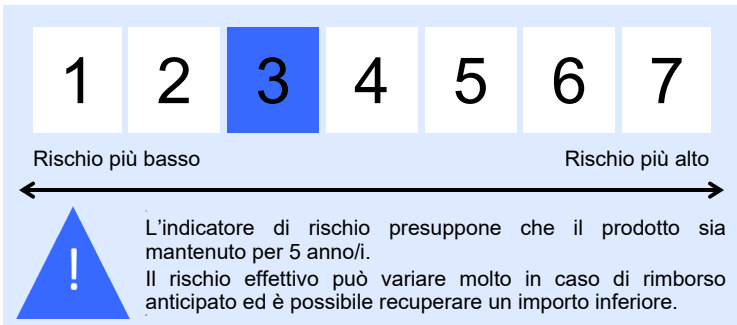 1 2 3 4 5 6 7
Rischio più basso Rischio più alto
!
L'indicatore di rischio presuppone che il prodotto sia
mantenuto per 5 anno/i.
Il rischio effettivo può variare molto in caso di rimborso
anticipato ed è possibile recuperare un importo inferiore.